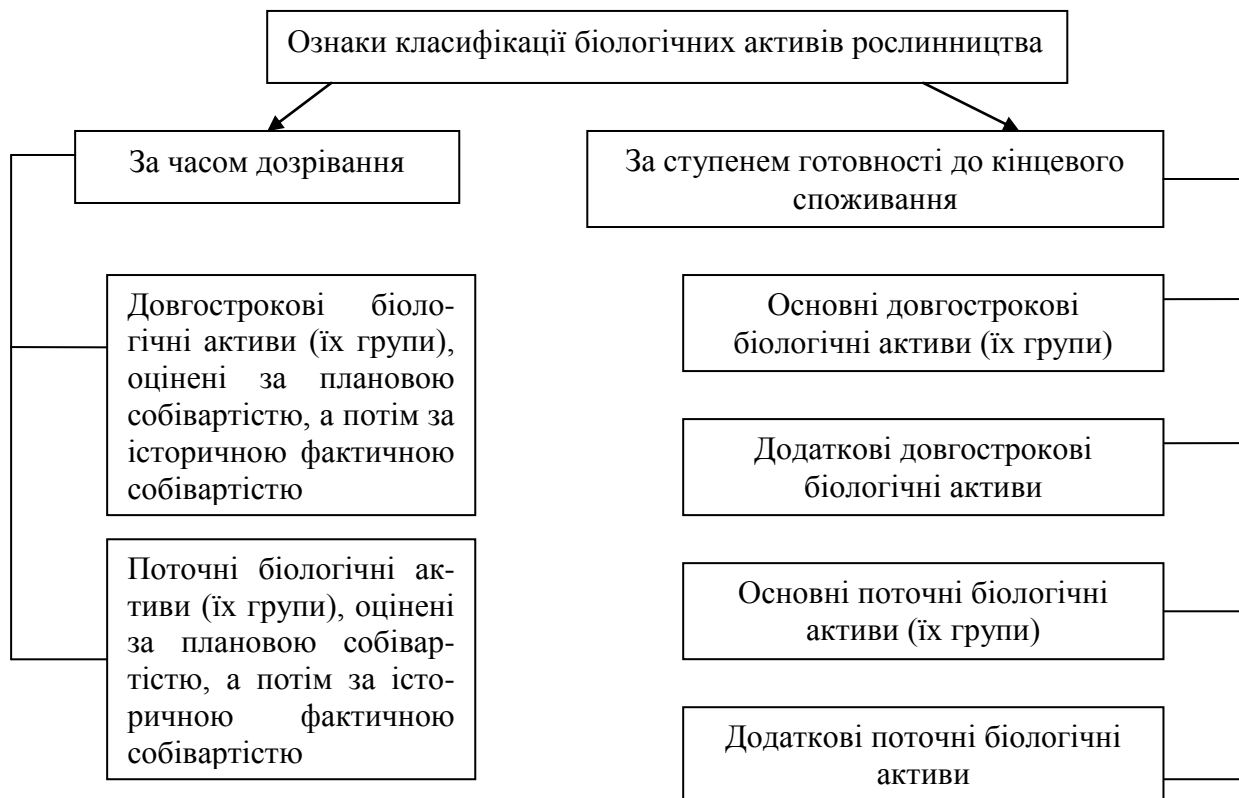 Ознаки класифікації біологічних активів рослинництва
За часом дозрівання
За ступенем готовності до кінцевого
споживання
Довгострокові біоло-
гічні активи (їх групи),
оцінені за плановою
собівартістю, а потім за
історичною фактичною
собівартістю
Поточні біологічні ак-
тиви (їх групи), оцінені
за плановою собівар-
тістю, а потім за істо-
ричною фактичною
собівартістю
Основні довгострокові
біологічні активи (їх групи)
Додаткові довгострокові
біологічні активи
Основні поточні біологічні
активи (їх групи)
Додаткові поточні біологічні
активи